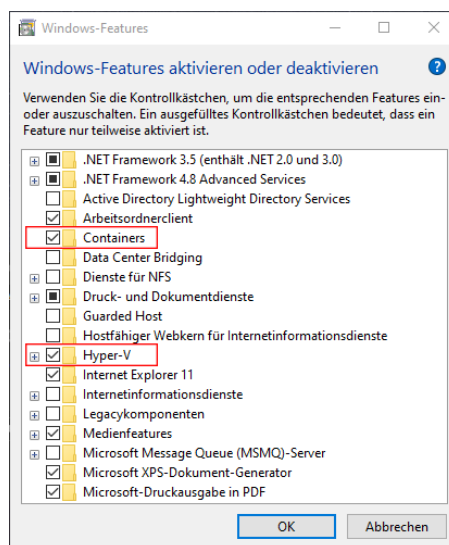 Windows-Features
Windows-Features aktivieren oder deaktivieren
Verwenden Sie die Kontrollkästchen, um die entsprechenden Features ein-
oder auszuschalten. Ein ausgefülltes Kontrollkästchen bedeutet, dass ein
Feature nur teilweise aktiviert ist.
.NET Framework 3.5 (enthält .NET 2.0 und 3.0)
.NET Framework 4.8 Advanced Services
Active Directory Lightweight Directory Services
Arbeitsordnerclient
Containers
Data Center Bridging
Dienste für NFS
Druck- und Dokumentdienste
Guarded Host
Hostfähiger Webkern für Internetinformationsdienste
Hyper-V
Internet Explorer 11
Internetinformationsdienste
Legacykomponenten
Medienfeatures
Microsoft Message Queue (MSMQ)-Server
Microsoft XPS-Dokument-Generator
Microsoft-Druckausgabe in PDF
OK
Abbrechen